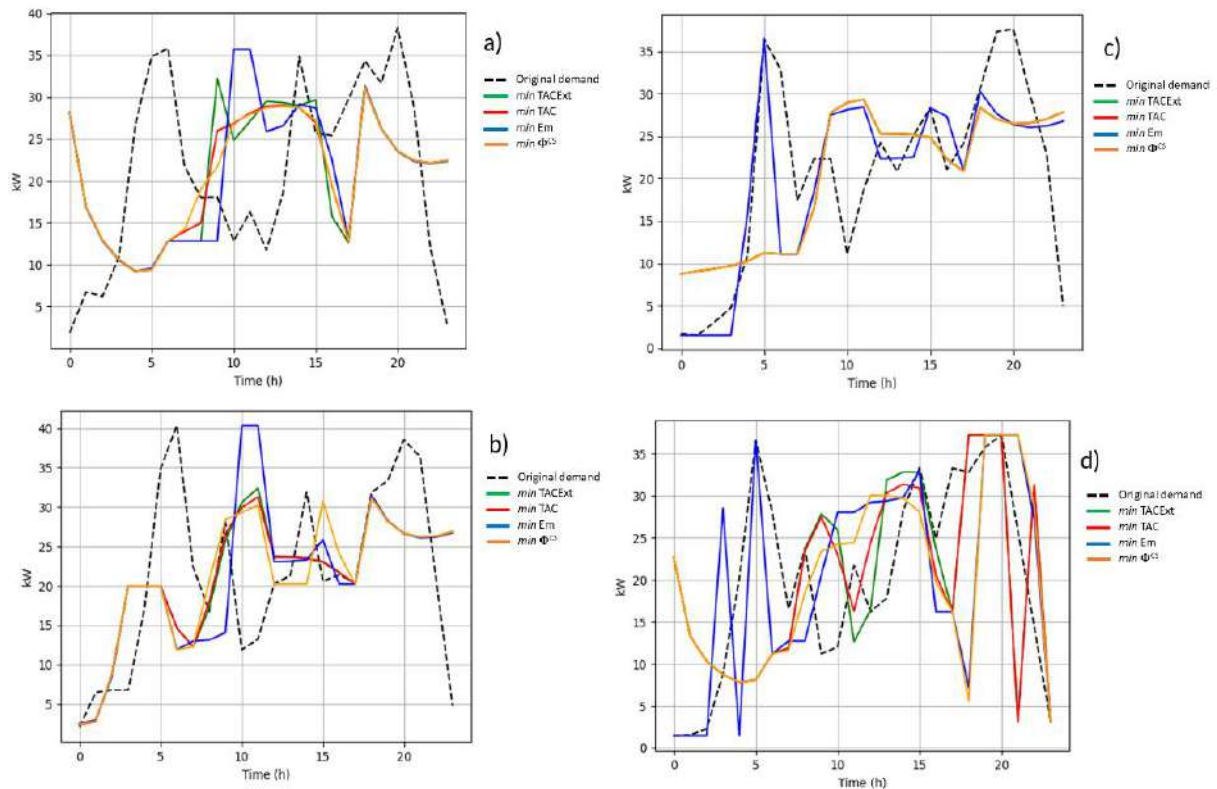 a)
40
35
30
25
20
15
10
5
kW
0 5 10 15 20
Time (h)
Original demand
min TACExt
min TAC
min Em
min Φᶜˢ
c)
35
30
25
20
15
10
5
0
kW
0 5 10 15 20
Time (h)
Original demand
min TACExt
min TAC
min Em
min Φᶜˢ
b)
40
35
30
25
20
15
10
5
kW
0 5 10 15 20
Time (h)
Original demand
min TACExt
min TAC
min Em
min Φᶜˢ
d)
40
35
30
25
20
15
10
5
0
kW
0 5 10 15 20
Time (h)
Original demand
min TACExt
min TAC
min Em
min Φᶜˢ